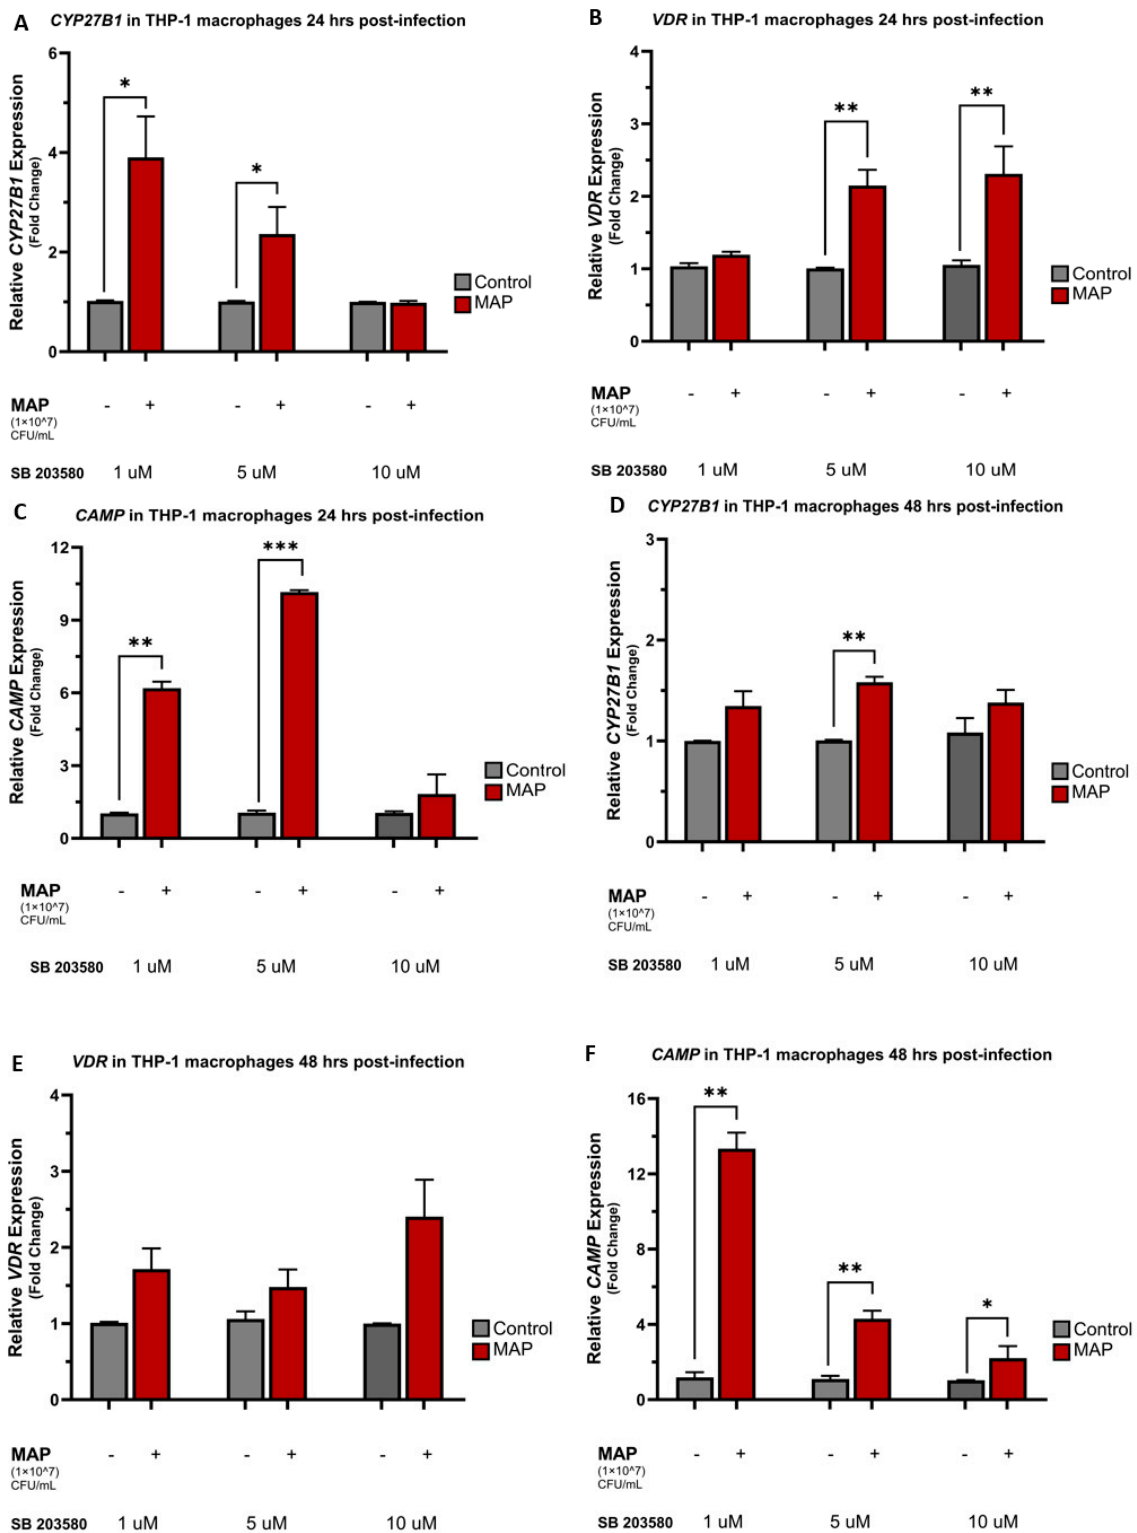 A
CYP27B1 in THP-1 macrophages 24 hrs post-infection
Relative CYP27B1 Expression
(Fold Change)
6
4
2
0
*
*
Control
MAP
MAP
(1×10^7)
CFU/mL
- + - + - +
SB 203580 1 uM 5 uM 10 uM
B
VDR in THP-1 macrophages 24 hrs post-infection
Relative VDR Expression
(Fold Change)
4
3
2
1
0
**
**
Control
MAP
MAP
(1×10^7)
CFU/mL
- + - + - +
SB 203580 1 uM 5 uM 10 uM
C
CAMP in THP-1 macrophages 24 hrs post-infection
Relative CAMP Expression
(Fold Change)
12
9
6
3
0
**
***
Control
MAP
MAP
(1×10^7)
CFU/mL
- + - + - +
SB 203580 1 uM 5 uM 10 uM
D
CYP27B1 in THP-1 macrophages 48 hrs post-infection
Relative CYP27B1 Expression
(Fold Change)
3
2
1
0
**
Control
MAP
MAP
(1×10^7)
CFU/mL
- + - + - +
SB 203580 1 uM 5 uM 10 uM
E
VDR in THP-1 macrophages 48 hrs post-infection
Relative VDR Expression
(Fold Change)
4
3
2
1
0
Control
MAP
MAP
(1×10^7)
CFU/mL
- + - + - +
SB 203580 1 uM 5 uM 10 uM
F
CAMP in THP-1 macrophages 48 hrs post-infection
Relative CAMP Expression
(Fold Change)
16
12
8
4
0
**
**
*
Control
MAP
MAP
(1×10^7)
CFU/mL
- + - + - +
SB 203580 1 uM 5 uM 10 uM